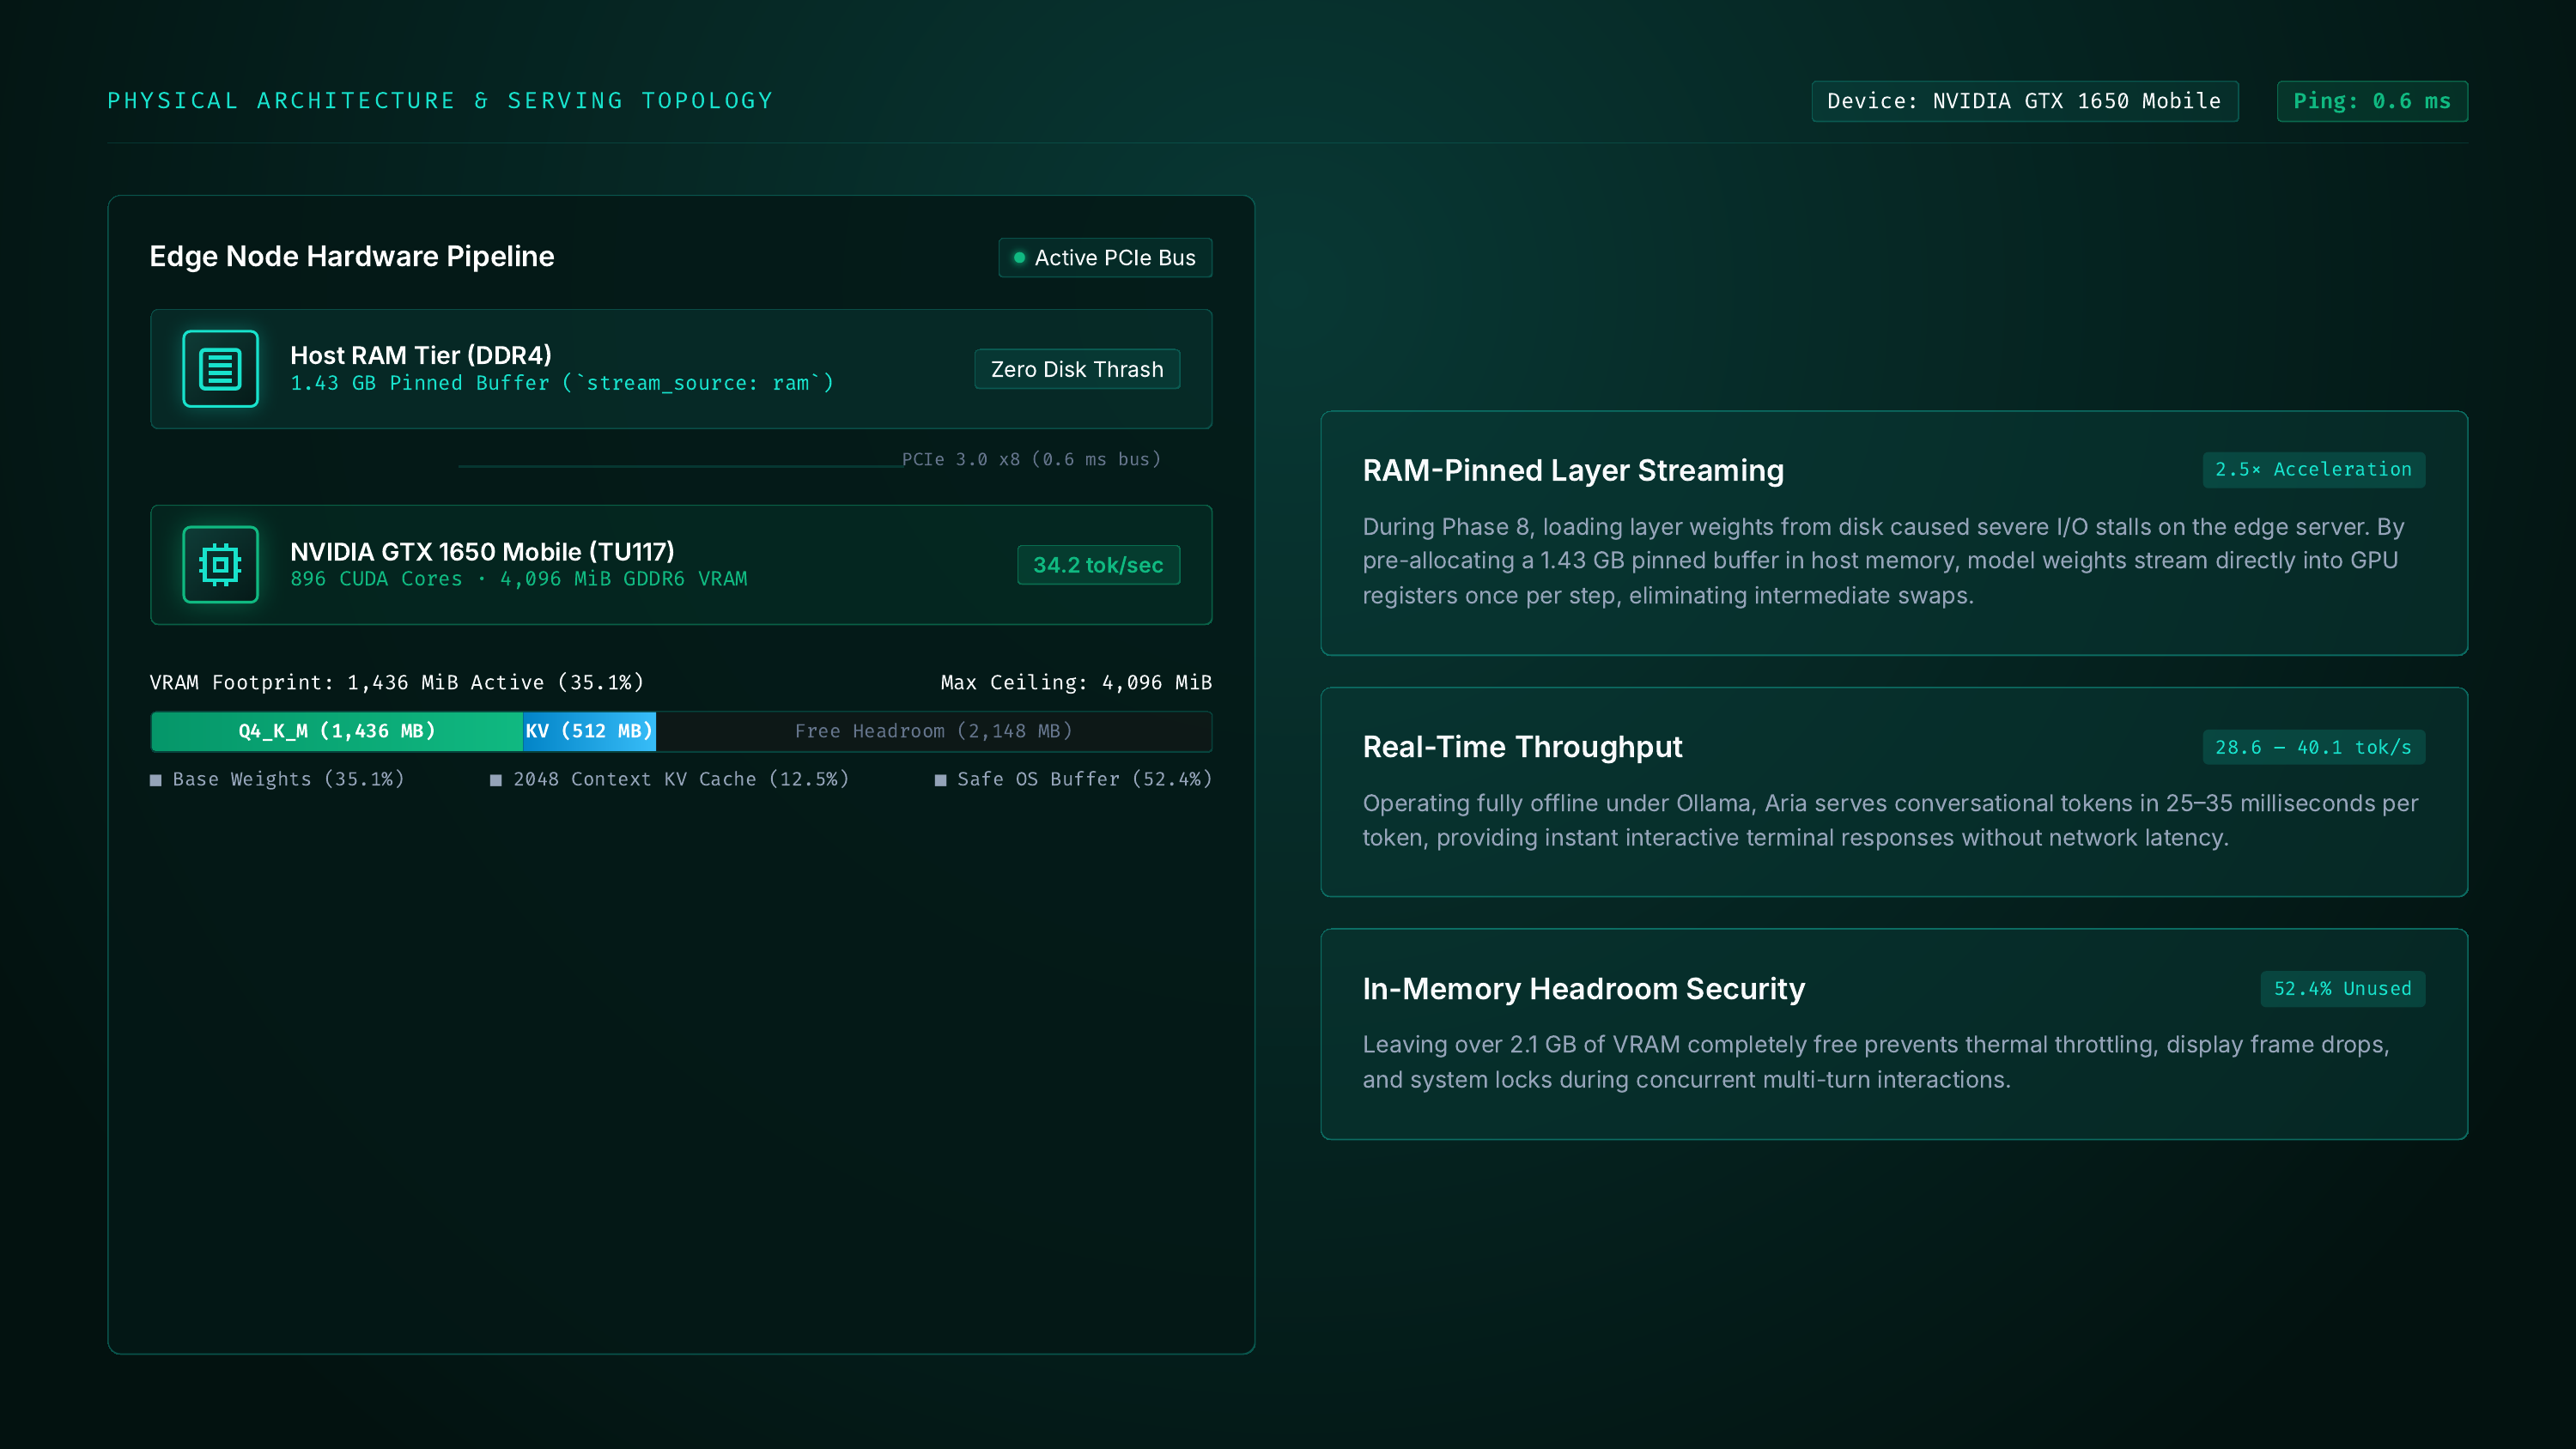 PHYSICAL ARCHITECTURE & SERVING TOPOLOGY
Device: NVIDIA GTX 1650 Mobile
Ping: 0.6 ms
Edge Node Hardware Pipeline
Active PCIe Bus
Host RAM Tier (DDR4)
1.43 GB Pinned Buffer (`stream_source: ram`)
Zero Disk Thrash
PCIe 3.0 x8 (0.6 ms bus)
NVIDIA GTX 1650 Mobile (TU117)
896 CUDA Cores · 4,096 MiB GDDR6 VRAM
34.2 tok/sec
VRAM Footprint: 1,436 MiB Active (35.1%)
Max Ceiling: 4,096 MiB
Q4_K_M (1,436 MB)
KV (512 MB)
Free Headroom (2,148 MB)
■ Base Weights (35.1%)
■ 2048 Context KV Cache (12.5%)
■ Safe OS Buffer (52.4%)
RAM-Pinned Layer Streaming
2.5× Acceleration
During Phase 8, loading layer weights from disk caused severe I/O stalls on the edge server. By
pre-allocating a 1.43 GB pinned buffer in host memory, model weights stream directly into GPU
registers once per step, eliminating intermediate swaps.
Real-Time Throughput
28.6 – 40.1 tok/s
Operating fully offline under Ollama, Aria serves conversational tokens in 25–35 milliseconds per
token, providing instant interactive terminal responses without network latency.
In-Memory Headroom Security
52.4% Unused
Leaving over 2.1 GB of VRAM completely free prevents thermal throttling, display frame drops,
and system locks during concurrent multi-turn interactions.